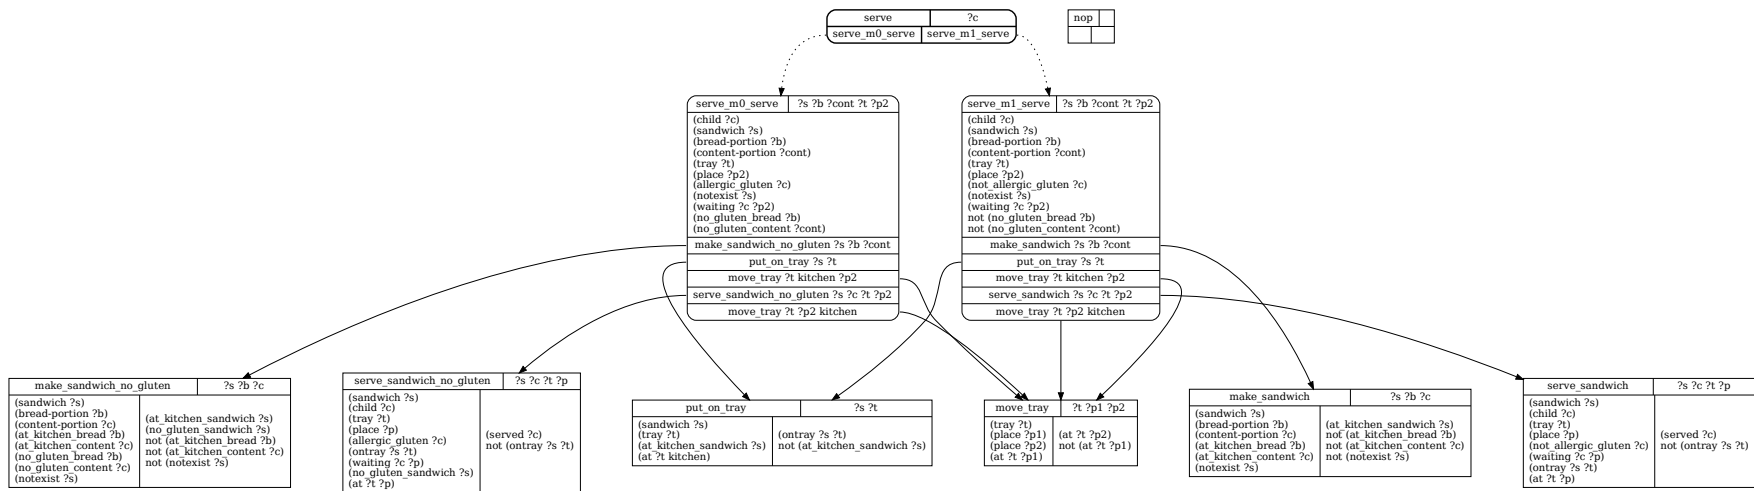 serve ?c
serve_m0_serve serve_m1_serve
nop
serve_m0_serve ?s ?b ?cont ?t ?p2
(child ?c)
(sandwich ?s)
(bread-portion ?b)
(content-portion ?cont)
(tray ?t)
(place ?p2)
(allergic_gluten ?c)
(notexist ?s)
(waiting ?c ?p2)
(no_gluten_bread ?b)
(no_gluten_content ?cont)
make_sandwich_no_gluten ?s ?b ?cont
put_on_tray ?s ?t
move_tray ?t kitchen ?p2
serve_sandwich_no_gluten ?s ?c ?t ?p2
move_tray ?t ?p2 kitchen
serve_m1_serve ?s ?b ?cont ?t ?p2
(child ?c)
(sandwich ?s)
(bread-portion ?b)
(content-portion ?cont)
(tray ?t)
(place ?p2)
(not_allergic_gluten ?c)
(notexist ?s)
(waiting ?c ?p2)
not (no_gluten_bread ?b)
not (no_gluten_content ?cont)
make_sandwich ?s ?b ?cont
put_on_tray ?s ?t
move_tray ?t kitchen ?p2
serve_sandwich ?s ?c ?t ?p2
move_tray ?t ?p2 kitchen
make_sandwich_no_gluten ?s ?b ?c
(sandwich ?s)
(bread-portion ?b)
(content-portion ?c)
(at_kitchen_bread ?b)
(at_kitchen_content ?c)
(no_gluten_bread ?b)
(no_gluten_content ?c)
(notexist ?s)
(at_kitchen_sandwich ?s)
(no_gluten_sandwich ?s)
not (at_kitchen_bread ?b)
not (at_kitchen_content ?c)
not (notexist ?s)
serve_sandwich_no_gluten ?s ?c ?t ?p
(sandwich ?s)
(child ?c)
(tray ?t)
(place ?p)
(allergic_gluten ?c)
(ontray ?s ?t)
(waiting ?c ?p)
(no_gluten_sandwich ?s)
(at ?t ?p)
(served ?c)
not (ontray ?s ?t)
put_on_tray ?s ?t
(sandwich ?s)
(tray ?t)
(at_kitchen_sandwich ?s)
(at ?t kitchen)
(ontray ?s ?t)
not (at_kitchen_sandwich ?s)
move_tray ?t ?p1 ?p2
(tray ?t)
(place ?p1)
(place ?p2)
(at ?t ?p1)
(at ?t ?p2)
not (at ?t ?p1)
make_sandwich ?s ?b ?c
(sandwich ?s)
(bread-portion ?b)
(content-portion ?c)
(at_kitchen_bread ?b)
(at_kitchen_content ?c)
(notexist ?s)
(at_kitchen_sandwich ?s)
not (at_kitchen_bread ?b)
not (at_kitchen_content ?c)
not (notexist ?s)
serve_sandwich ?s ?c ?t ?p
(sandwich ?s)
(child ?c)
(tray ?t)
(place ?p)
(not_allergic_gluten ?c)
(waiting ?c ?p)
(ontray ?s ?t)
(at ?t ?p)
(served ?c)
not (ontray ?s ?t)